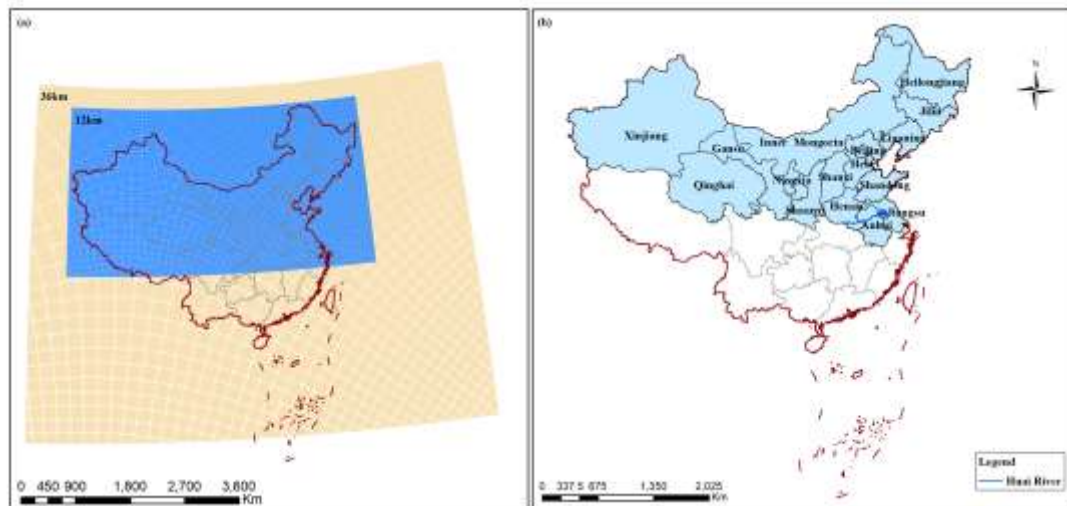 (a)
36km
12km
0 450 900 1,800 2,700 3,600
Km
(b)
N
Heilongjiang
Jilin
Liaoning
Xinjiang
Gansu
Inner Mongoria
Beijing
Hebei
Qinghai
Ningxia
Shanxi
Shandong
Shaanxi
Henan
Jiangsu
Anhui
Legend
Huai River
0 337.5 675 1,350 2,025
Km